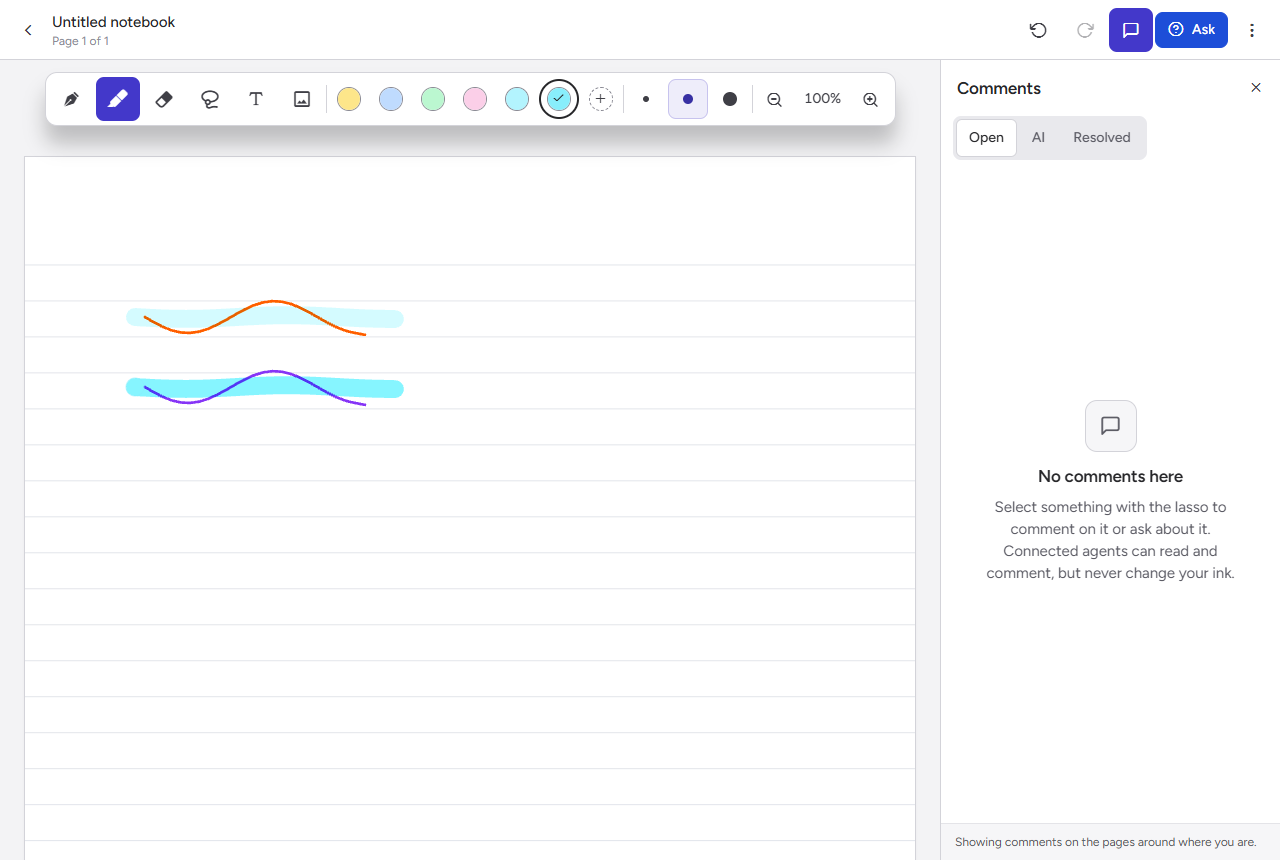 Untitled notebook
Page 1 of 1
Ask
100%
Comments
Open AI Resolved
No comments here
Select something with the lasso to
comment on it or ask about it.
Connected agents can read and
comment, but never change your ink.
Showing comments on the pages around where you are.